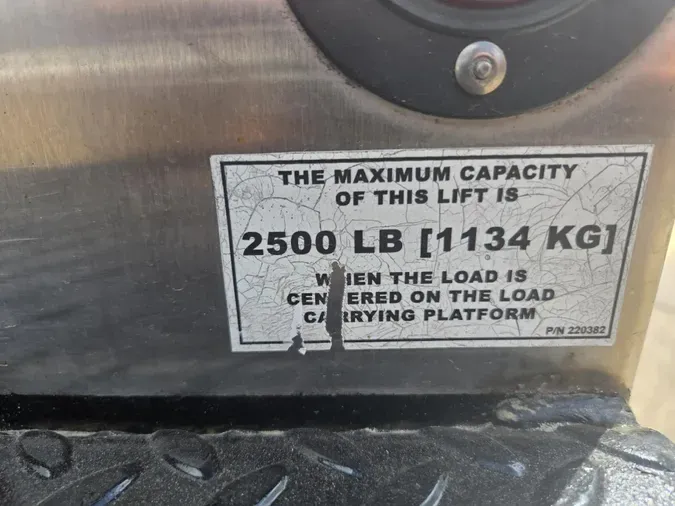 THE MAXIMUM CAPACITY
OF THIS LIFT IS
2500 LB [1134 KG]
WHEN THE LOAD IS
CENTERED ON THE LOAD
CARRYING PLATFORM
P/N 220382